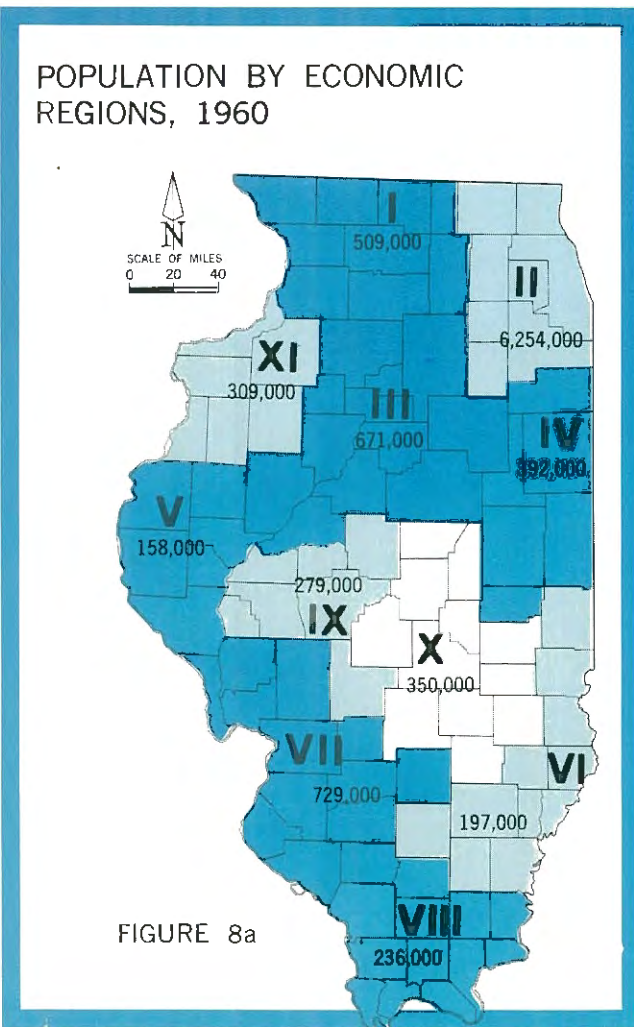 POPULATION BY ECONOMIC
REGIONS, 1960
N
SCALE OF MILES
0 20 40
I
509,000
II
6,254,000
XI
309,000
III
671,000
IV
392,000
V
158,000
279,000
IX
X
350,000
VII
729,000
VI
197,000
VIII
236,000
FIGURE 8a